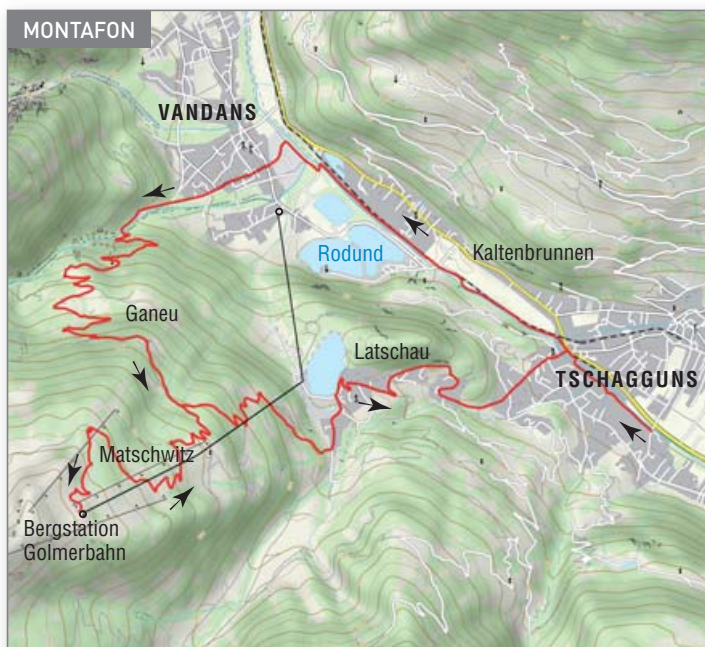 MONTAFON
VANDANS
Rodund
Kaltenbrunnen
Ganeu
Latschau
TSCHAGGUNS
Matschwitz
Bergstation
Golmerbahn